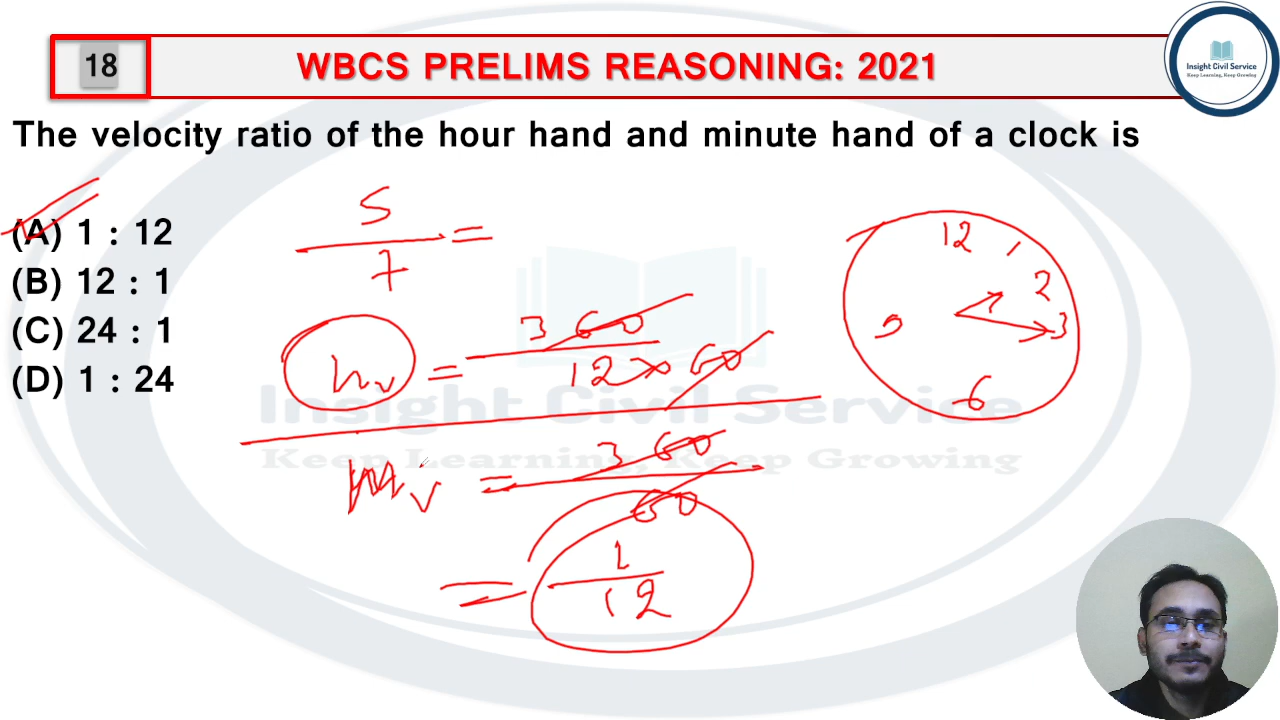 18
WBCS PRELIMS REASONING: 2021
Insight Civil Service
Keep Learning, Keep Growing
The velocity ratio of the hour hand and minute hand of a clock is
(A) 1 : 12
(B) 12 : 1
(C) 24 : 1
(D) 1 : 24
S
7
=
hv = 360
12 × 60
mv = 360
60
= 1
12
12 1
2
3
6
9
Insight Civil Service
Keep Learning, Keep Growing